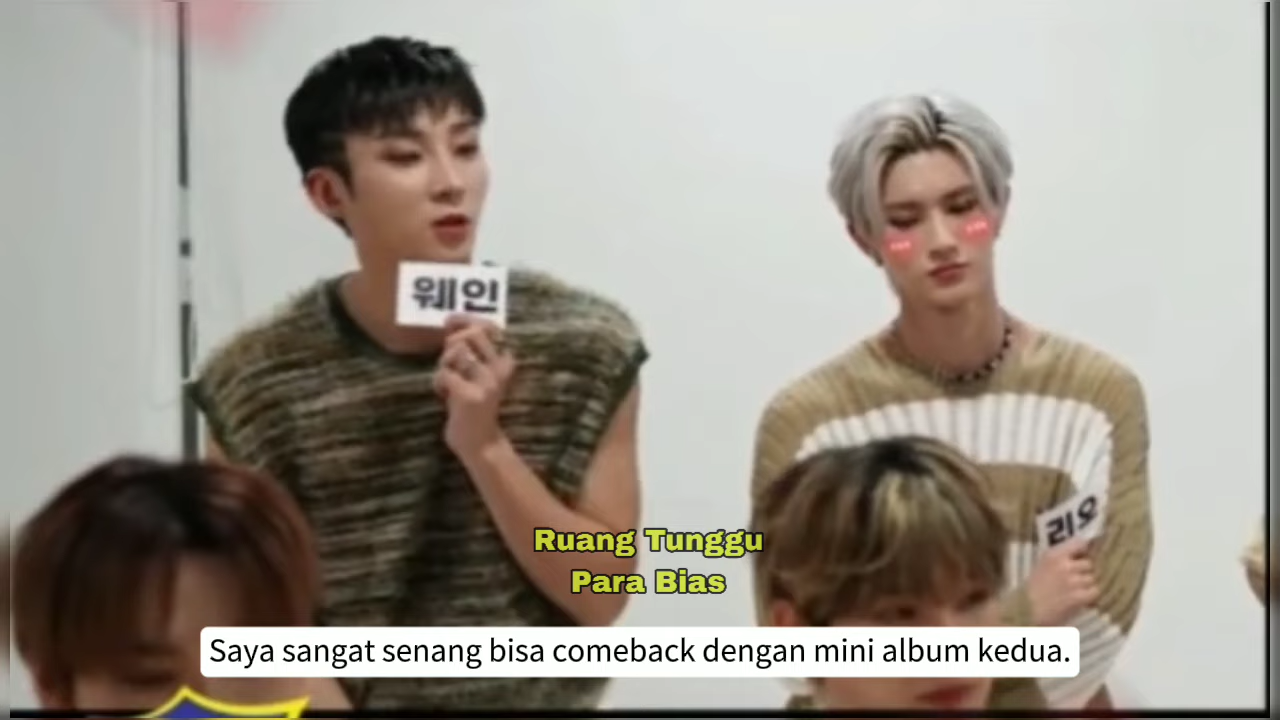 웨인
리오
Ruang Tunggu
Para Bias
Saya sangat senang bisa comeback dengan mini album kedua.